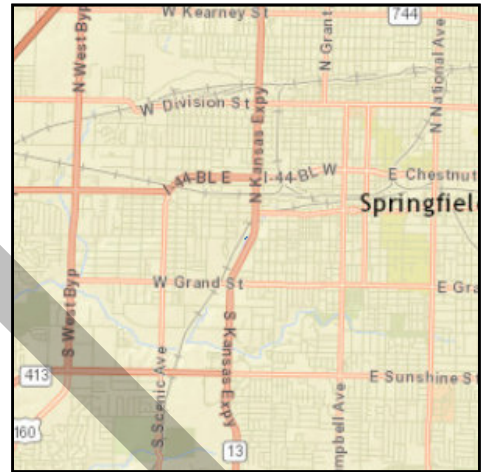 W Kearney St
744
N West Byp
N Grant
N National Ave
W Division St
N Kansas Expy
I-44-BL E
I-44-BL W
E Chestnut
Springfiel
W Grand St
E Gra
S West Byp
S Kansas Expy
413
E Sunshine St
S Scenic Ave
mpbell Ave
160
13